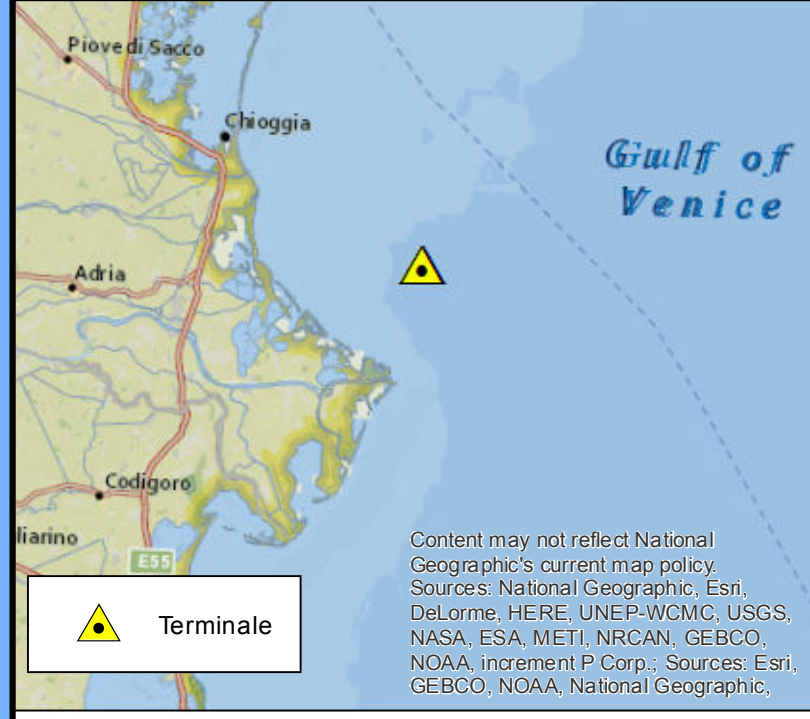 Piove di Sacco
Chioggia
Gulf of
Venice
Adria
Codigoro
liarino
E55
Terminale
Content may not reflect National
Geographic's current map policy.
Sources: National Geographic, Esri,
DeLorme, HERE, UNEP-WCMC, USGS,
NASA, ESA, METI, NRCAN, GEBCO,
NOAA, increment P Corp.; Sources: Esri,
GEBCO, NOAA, National Geographic,